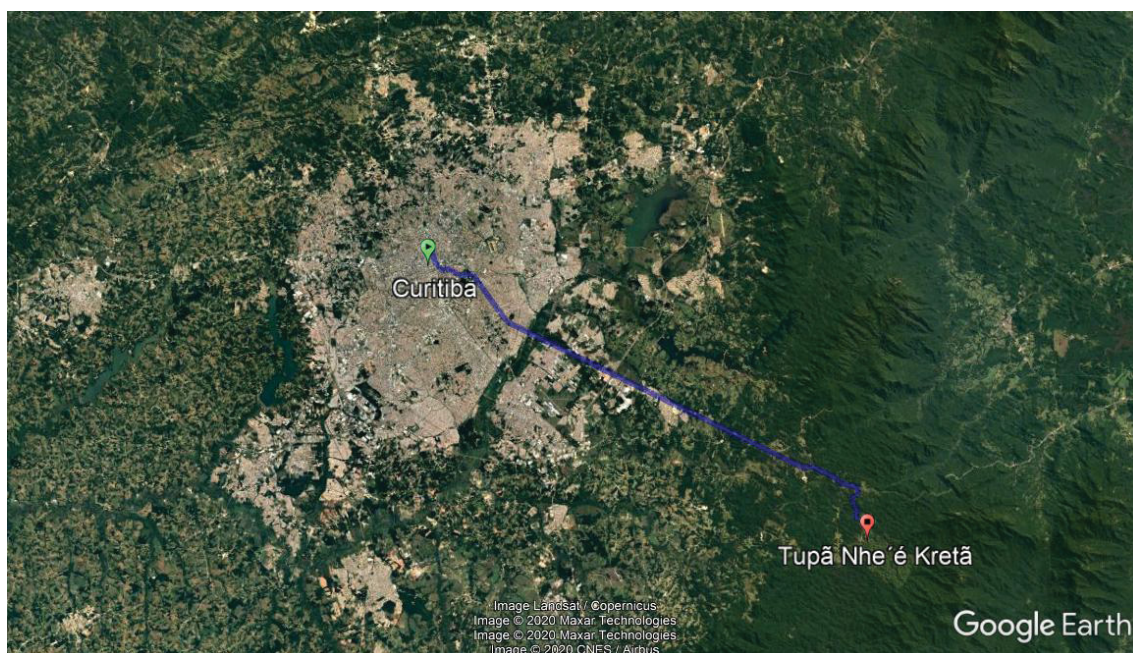 Curitiba
Tupã Nhe´é Kretã
Image Landsat / Copernicus
Image © 2020 Maxar Technologies
Image © 2020 Maxar Technologies
Image © 2020 CNES / Airbus
Google Earth